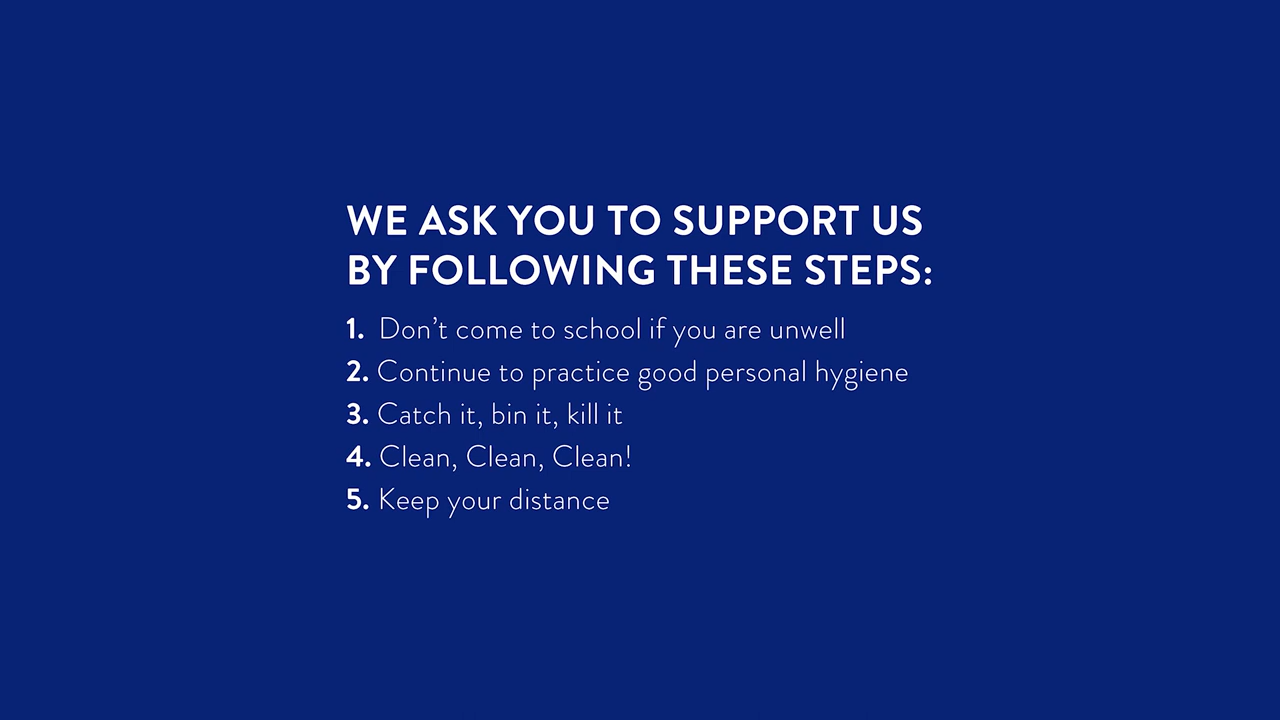 WE ASK YOU TO SUPPORT US
BY FOLLOWING THESE STEPS:
1. Don’t come to school if you are unwell
2. Continue to practice good personal hygiene
3. Catch it, bin it, kill it
4. Clean, Clean, Clean!
5. Keep your distance